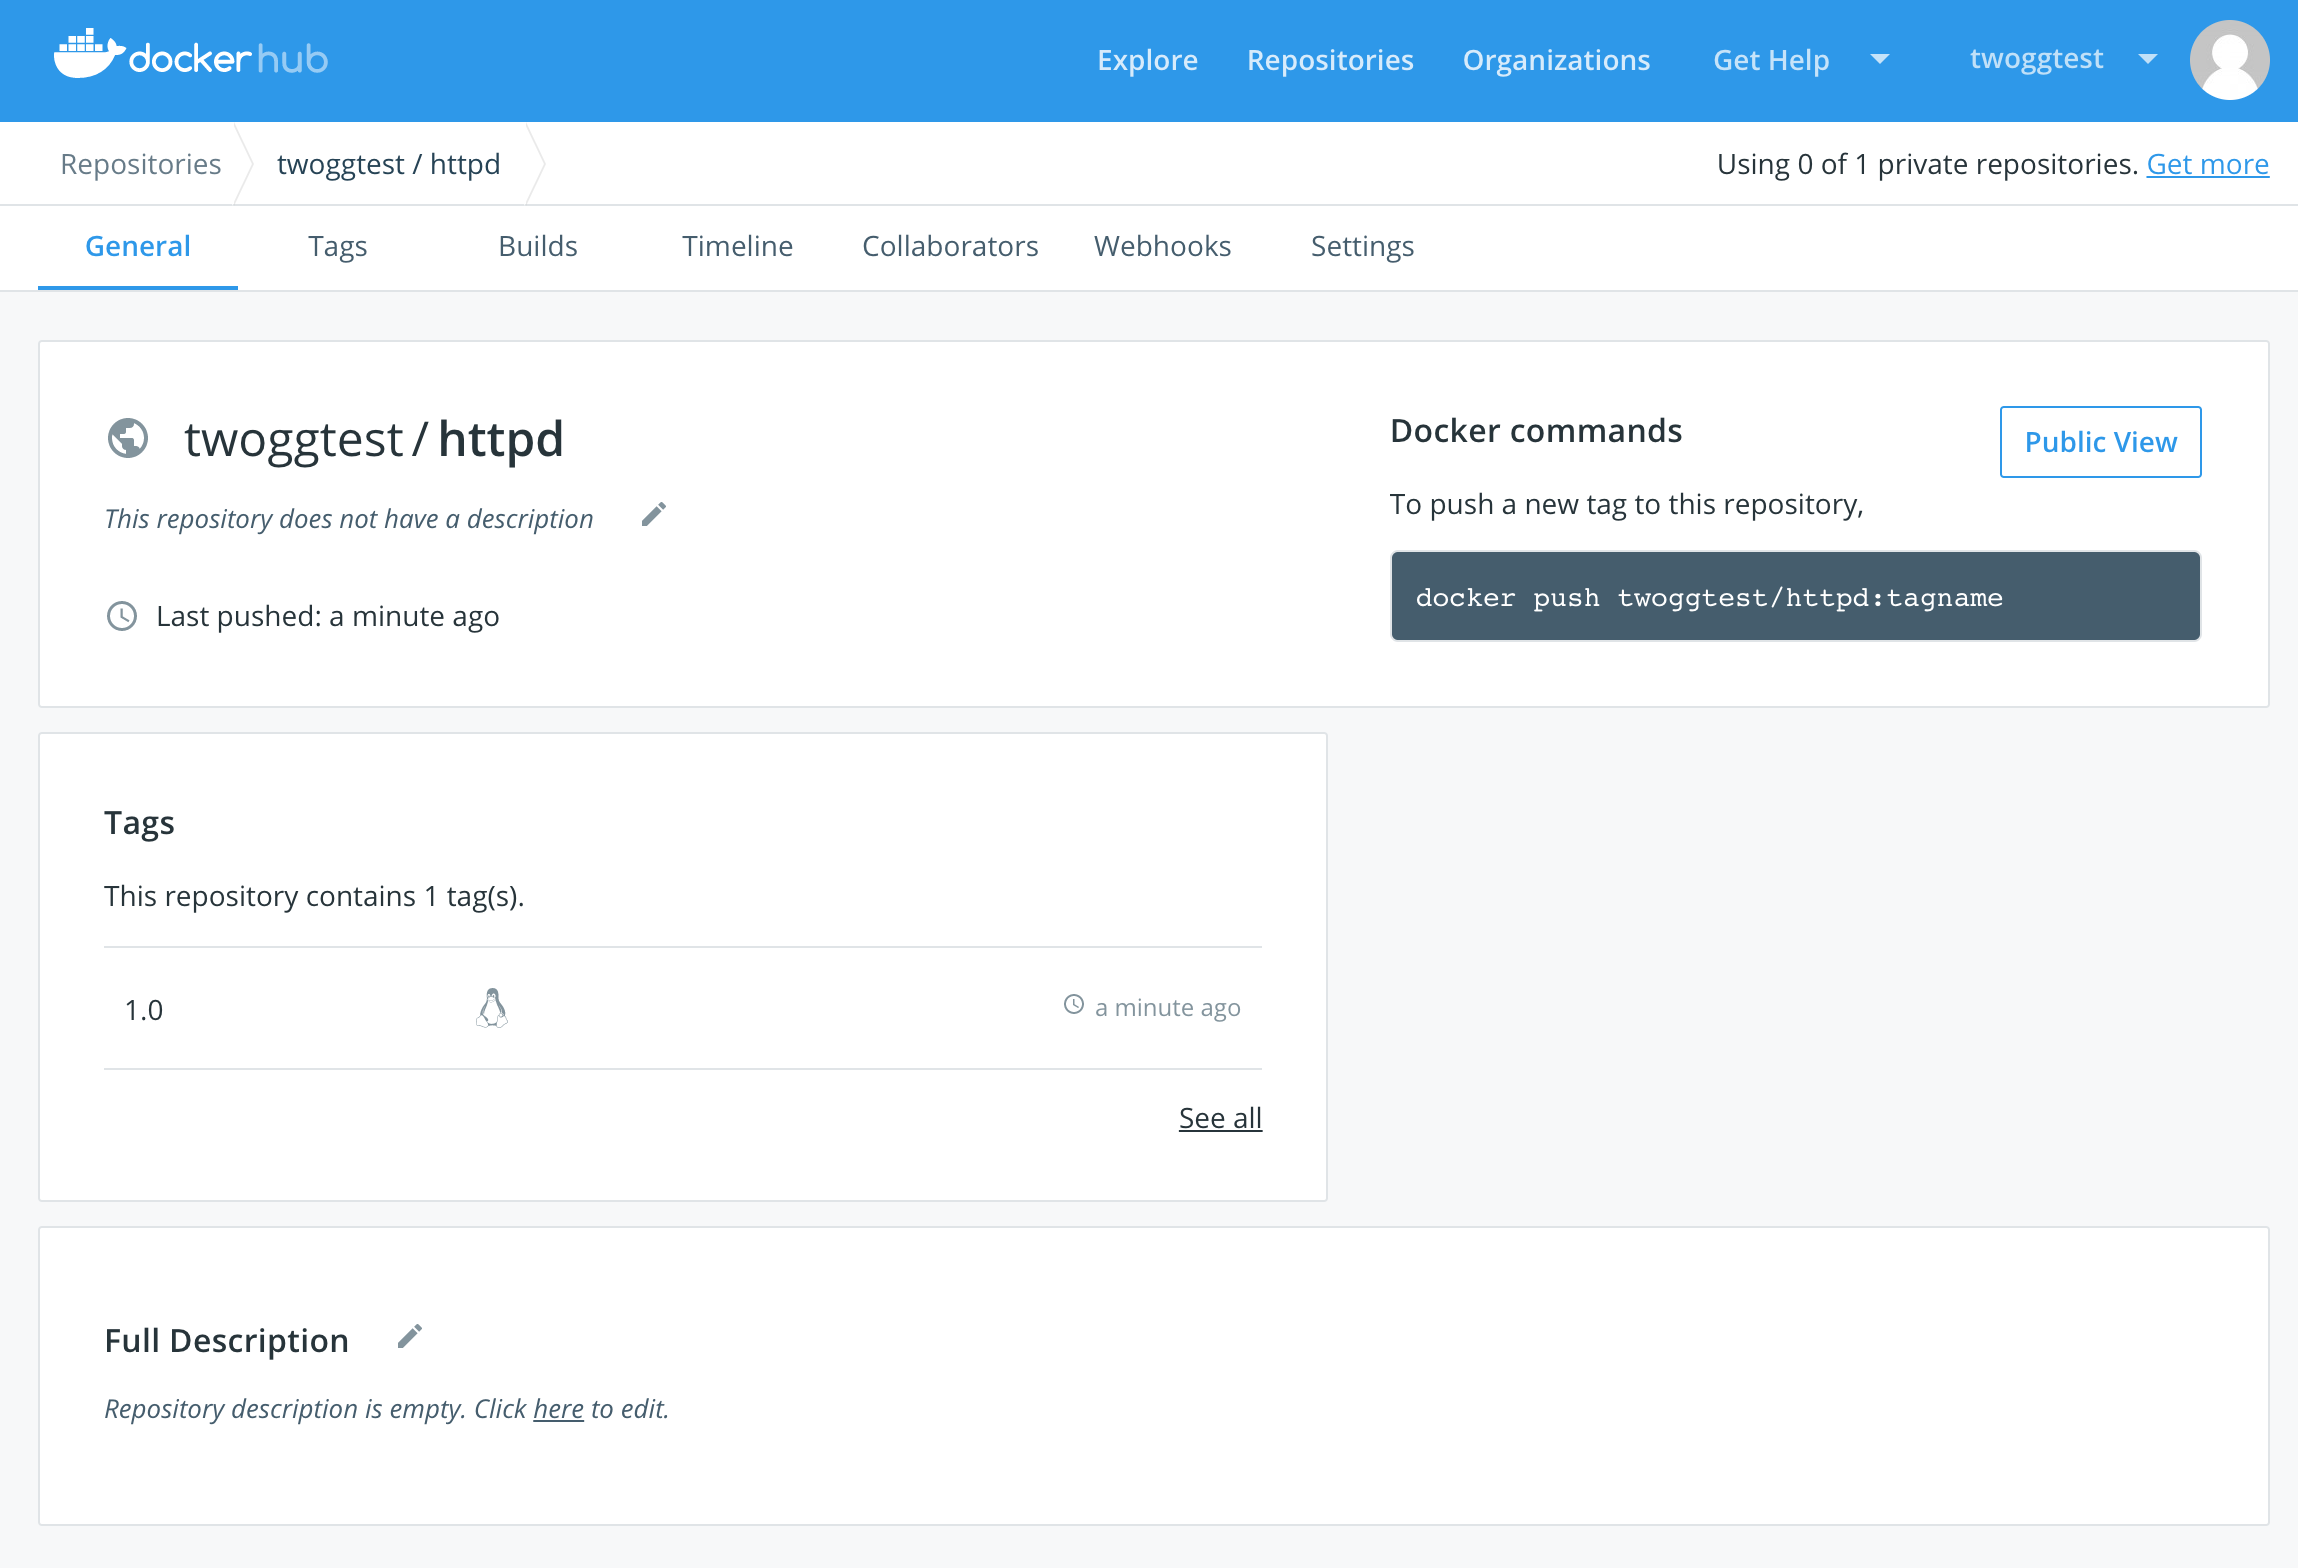 docker hub
Explore Repositories Organizations Get Help twoggtest
Repositories twoggtest / httpd
Using 0 of 1 private repositories. Get more
General Tags Builds Timeline Collaborators Webhooks Settings
twoggtest / httpd
This repository does not have a description
Last pushed: a minute ago
Docker commands
Public View
To push a new tag to this repository,
docker push twoggtest/httpd:tagname
Tags
This repository contains 1 tag(s).
1.0 a minute ago
See all
Full Description
Repository description is empty. Click here to edit.